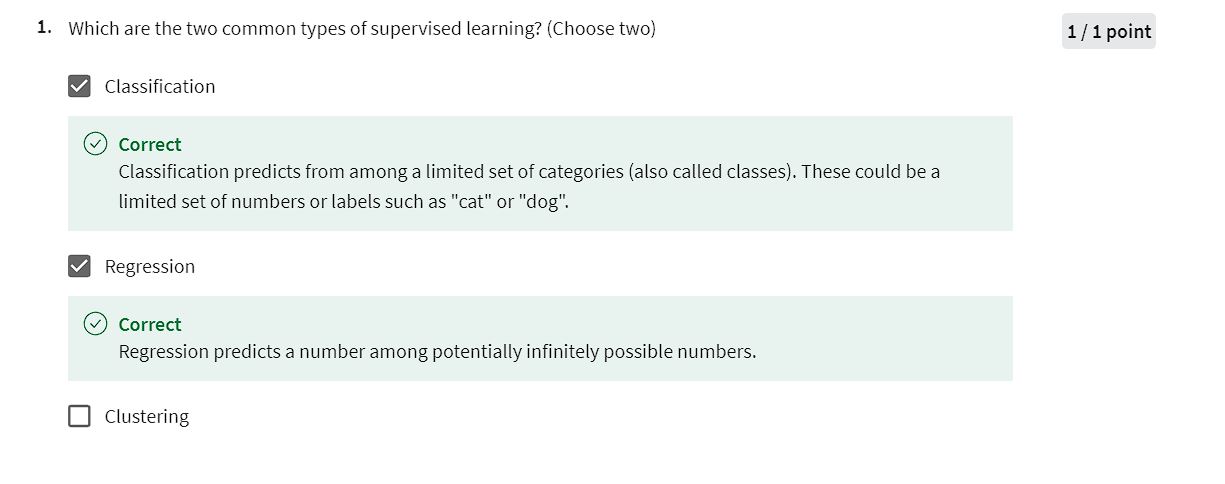 1. Which are the two common types of supervised learning? (Choose two)
1 / 1 point
Classification
Correct
Classification predicts from among a limited set of categories (also called classes). These could be a
limited set of numbers or labels such as "cat" or "dog".
Regression
Correct
Regression predicts a number among potentially infinitely possible numbers.
Clustering